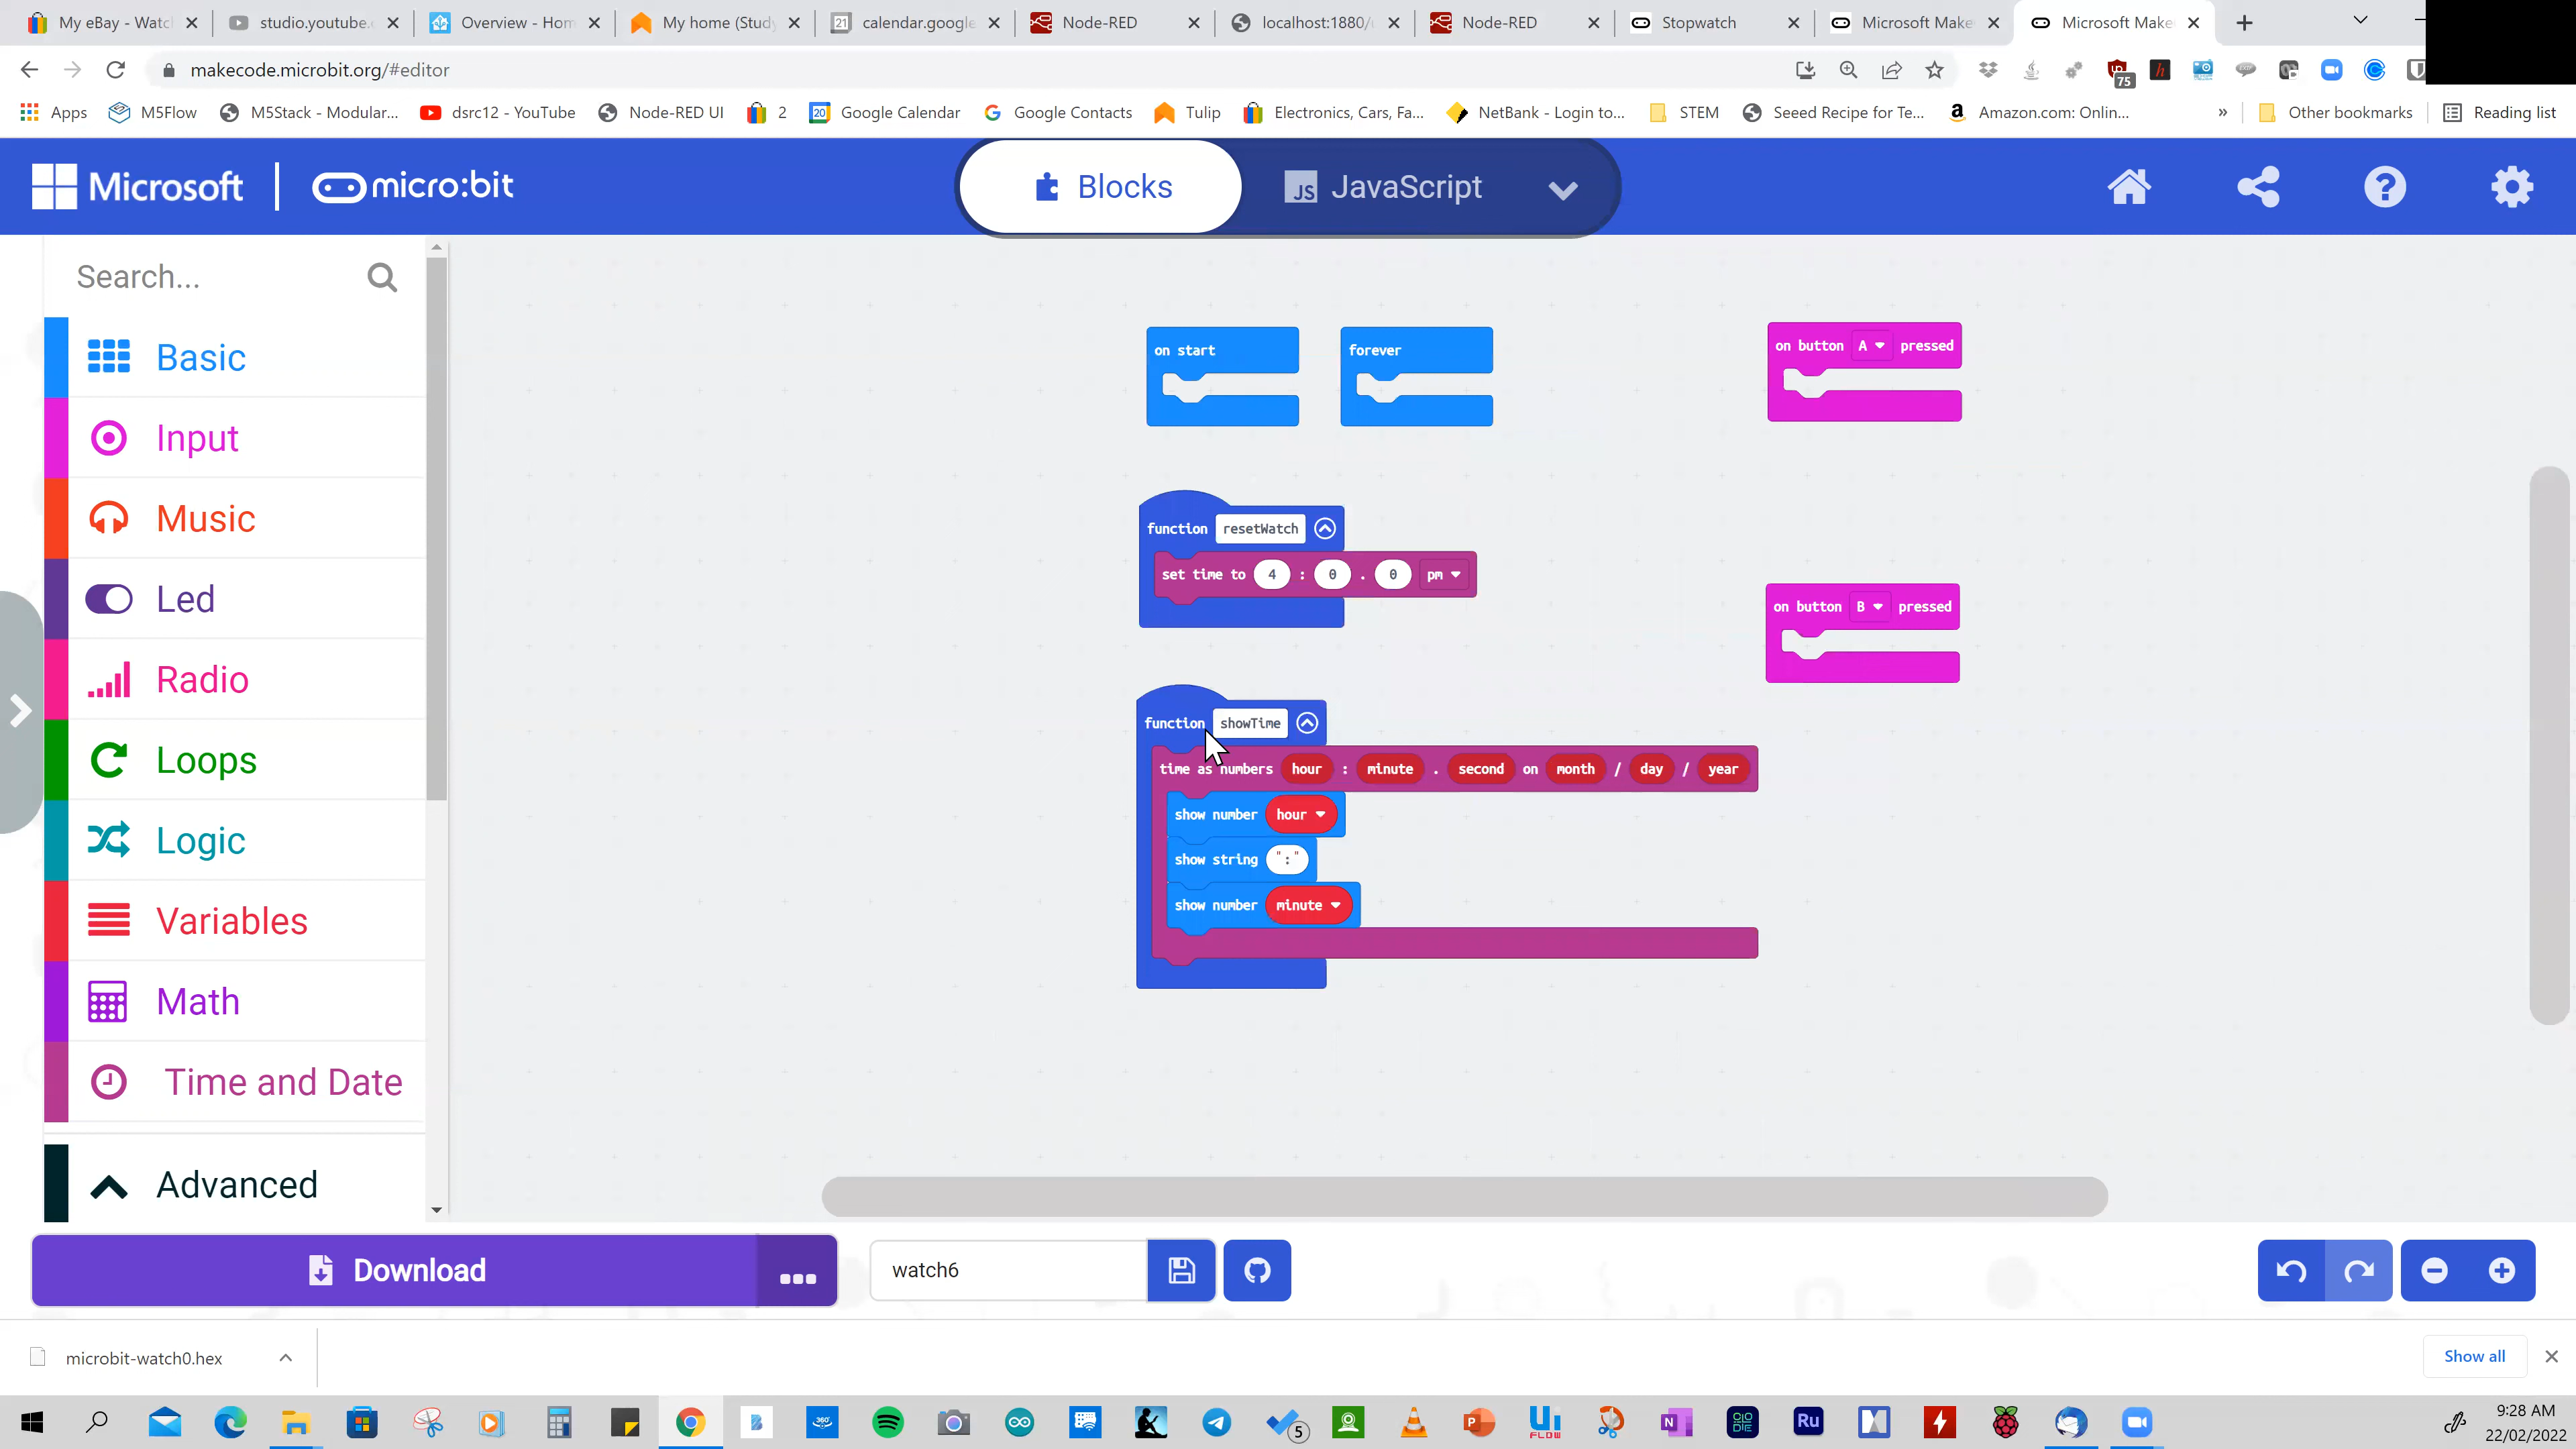 My eBay - Watc
studio.youtube.c
Overview - Hom
My home (Study
calendar.google
Node-RED
localhost:1880/
Node-RED
Stopwatch
Microsoft Make
Microsoft Make
makecode.microbit.org/#editor
75
Apps
M5Flow
M5Stack - Modular...
dsrc12 - YouTube
Node-RED UI
2
Google Calendar
Google Contacts
Tulip
Electronics, Cars, Fa...
NetBank - Login to...
STEM
Seeed Recipe for Te...
Amazon.com: Onlin...
»
Other bookmarks
Reading list
Microsoft
micro:bit
Blocks
JS JavaScript
Search...
Basic
Input
Music
Led
Radio
Loops
Logic
Variables
Math
Time and Date
Advanced
on start
forever
on button A pressed
function resetWatch
set time to 4 : 0 . 0 pm
on button B pressed
function showTime
time as numbers hour : minute . second on month / day / year
show number hour
show string ":"
show number minute
Download
...
watch6
microbit-watch0.hex
Show all
5
Ru
9:28 AM
22/02/2022